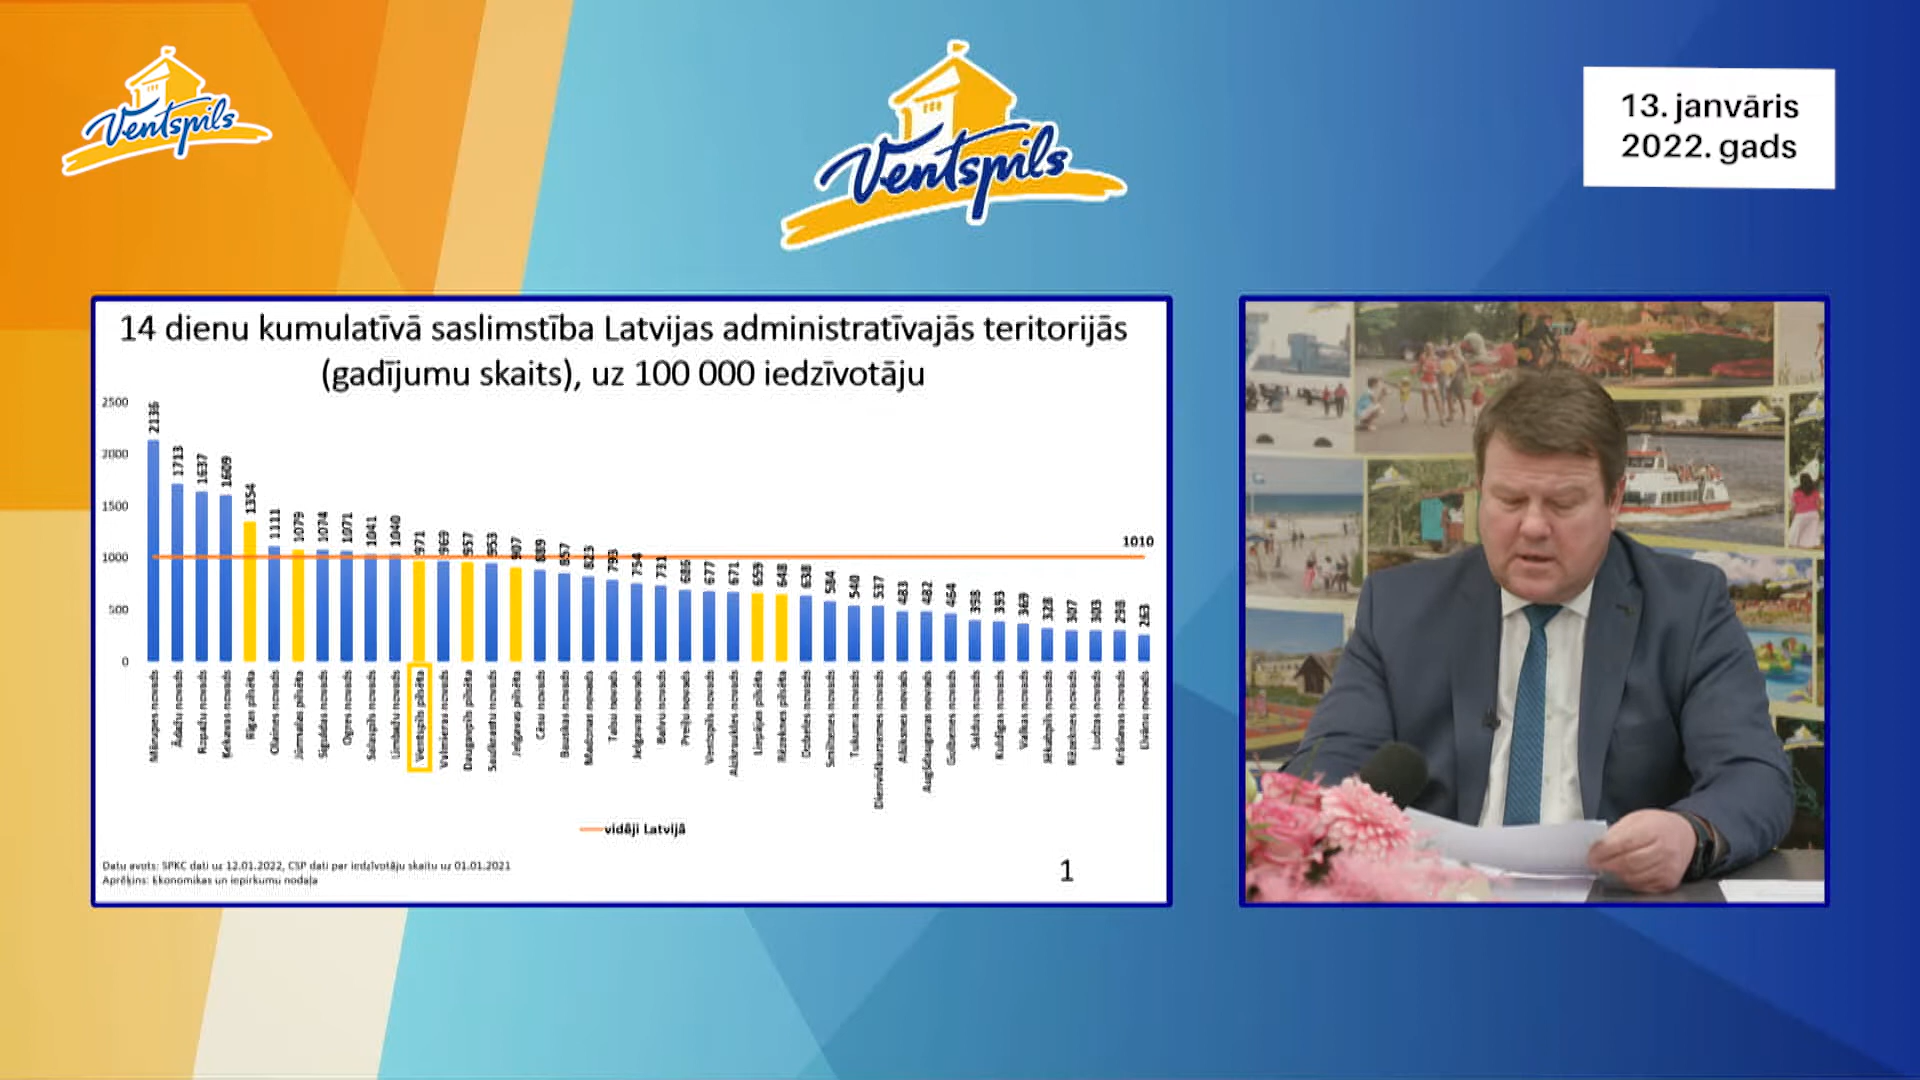 Ventspils
Ventspils
13. janvāris
2022. gads
14 dienu kumulatīvā saslimstība Latvijas administratīvajās teritorijās
(gadījumu skaits), uz 100 000 iedzīvotāju
2500
2000
1500
1000
500
0
2136
1713
1637
1609
1354
1111
1079
1074
1071
1041
1040
971
969
957
953
907
889
857
823
793
754
731
686
677
671
659
648
638
584
540
537
483
482
464
398
393
369
328
307
303
298
263
1010
Mārupes novads
Ādažu novads
Ropažu novads
Ķekavas novads
Rīgas pilsēta
Olaines novads
Jūrmalas pilsēta
Siguldas novads
Ogres novads
Salaspils novads
Limbažu novads
Ventspils pilsēta
Valmieras novads
Daugavpils pilsēta
Saulkrastu novads
Jelgavas pilsēta
Cēsu novads
Bauskas novads
Madonas novads
Talsu novads
Jelgavas novads
Balvu novads
Preiļu novads
Ventspils novads
Aizkraukles novads
Liepājas pilsēta
Rēzeknes pilsēta
Dobeles novads
Smiltenes novads
Tukuma novads
Dienvidkurzemes novads
Alūksnes novads
Augšdaugavas novads
Gulbenes novads
Saldus novads
Kuldīgas novads
Valkas novads
Jēkabpils novads
Rēzeknes novads
Ludzas novads
Krāslavas novads
Līvānu novads
vidēji Latvijā
Datu avots: SPKC dati uz 12.01.2022, CSP dati par iedzīvotāju skaitu uz 01.01.2021
Aprēķins: Ekonomikas un iepirkumu nodaļa
1